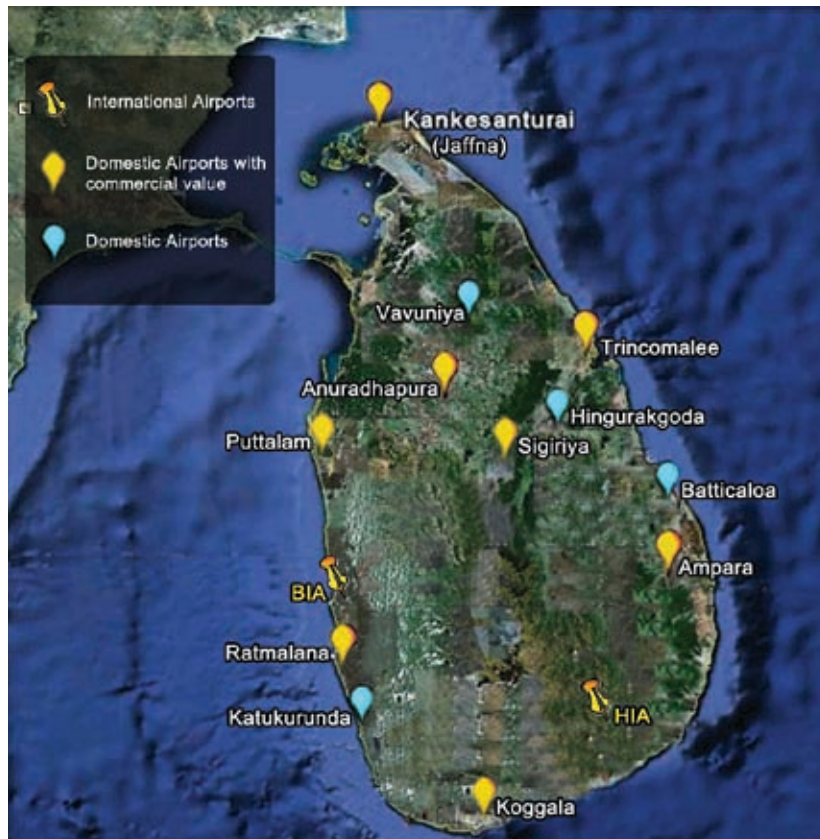 International Airports
Domestic Airports with
commercial value
Domestic Airports
Kankesanturai
(Jaffna)
Vavuniya
Trincomalee
Anuradhapura
Hingurakgoda
Puttalam
Sigiriya
Batticaloa
Ampara
BIA
Ratmalana
HIA
Katukurunda
Koggala